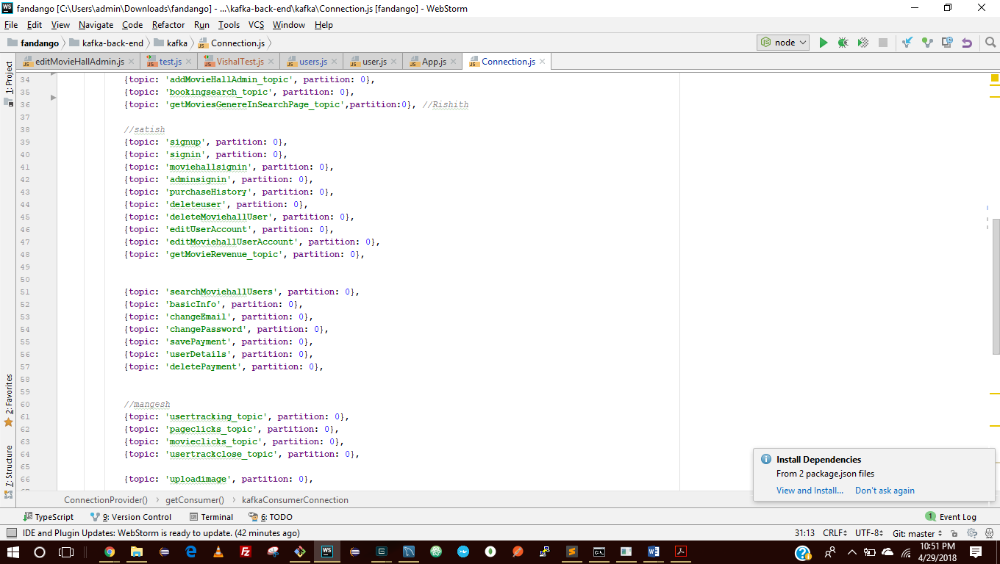 fandango [C:\Users\admin\Downloads\fandango] - ...\kafka-back-end\kafka\Connection.js [fandango] - WebStorm
File Edit View Navigate Code Refactor Run Tools VCS Window Help
fandango kafka-back-end kafka Connection.js node
editMovieHallAdmin.js test.js VishalTest.js users.js user.js App.js Connection.js
1: Project
34 {topic: 'addMovieHallAdmin_topic', partition: 0},
35 {topic: 'bookingsearch_topic', partition: 0},
36 {topic: 'getMoviesGenereInSearchPage_topic',partition:0}, //Rishith
37
38 //satish
39 {topic: 'signup', partition: 0},
40 {topic: 'signin', partition: 0},
41 {topic: 'moviehallsignin', partition: 0},
42 {topic: 'adminsignin', partition: 0},
43 {topic: 'purchaseHistory', partition: 0},
44 {topic: 'deleteuser', partition: 0},
45 {topic: 'deleteMoviehallUser', partition: 0},
46 {topic: 'editUserAccount', partition: 0},
47 {topic: 'editMoviehallUserAccount', partition: 0},
48 {topic: 'getMovieRevenue_topic', partition: 0},
49
50
51 {topic: 'searchMoviehallUsers', partition: 0},
52 {topic: 'basicInfo', partition: 0},
53 {topic: 'changeEmail', partition: 0},
54 {topic: 'changePassword', partition: 0},
55 {topic: 'savePayment', partition: 0},
56 {topic: 'userDetails', partition: 0},
57 {topic: 'deletePayment', partition: 0},
58
59
60 //mangesh
61 {topic: 'usertracking_topic', partition: 0},
62 {topic: 'pageclicks_topic', partition: 0},
63 {topic: 'movieclicks_topic', partition: 0},
64 {topic: 'usertrackclose_topic', partition: 0},
65
66 {topic: 'uploadimage', partition: 0},
2: Favorites
7: Structure
Install Dependencies
From 2 package.json files
View and Install... Don't ask again
ConnectionProvider() getConsumer() kafkaConsumerConnection
TypeScript 9: Version Control Terminal 6: TODO 1 Event Log
IDE and Plugin Updates: WebStorm is ready to update. (42 minutes ago) 31:13 CRLF UTF-8 Git: master
10:51 PM
4/29/2018